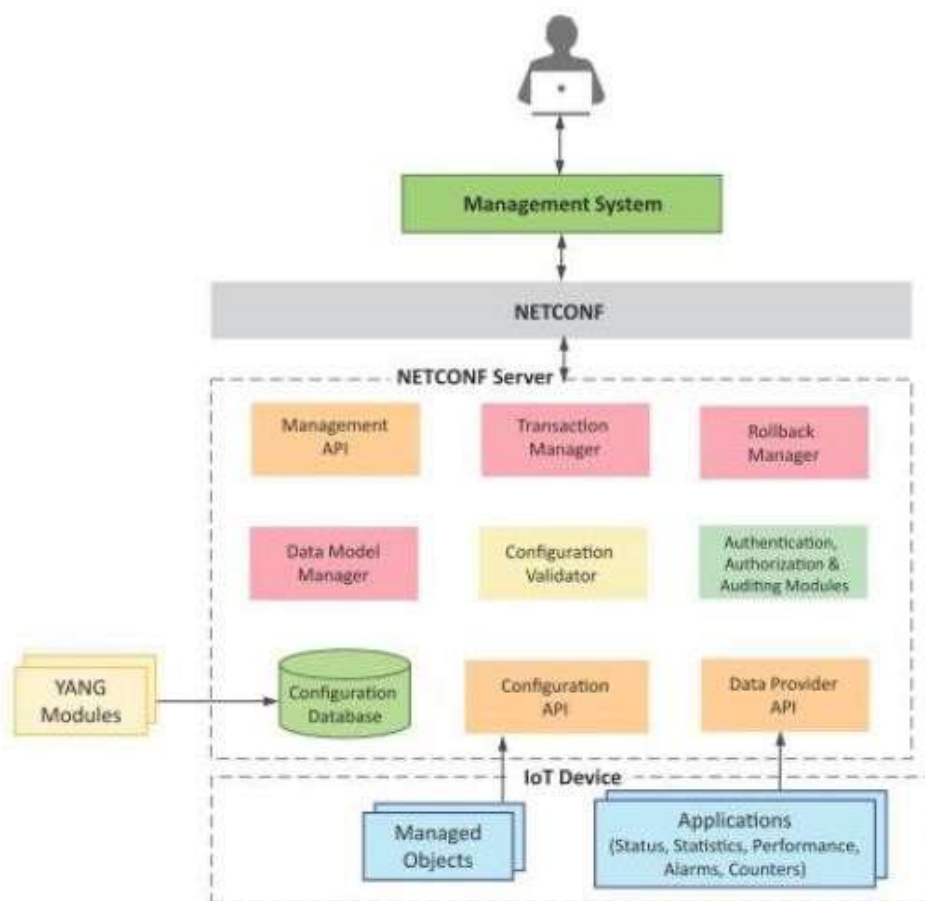 Management System
NETCONF
NETCONF Server
Management
API
Transaction
Manager
Rollback
Manager
Data Model
Manager
Configuration
Validator
Authentication,
Authorization &
Auditing Modules
YANG
Modules
Configuration
Database
Configuration
API
Data Provider
API
IoT Device
Managed
Objects
Applications
(Status, Statistics, Performance,
Alarms, Counters)